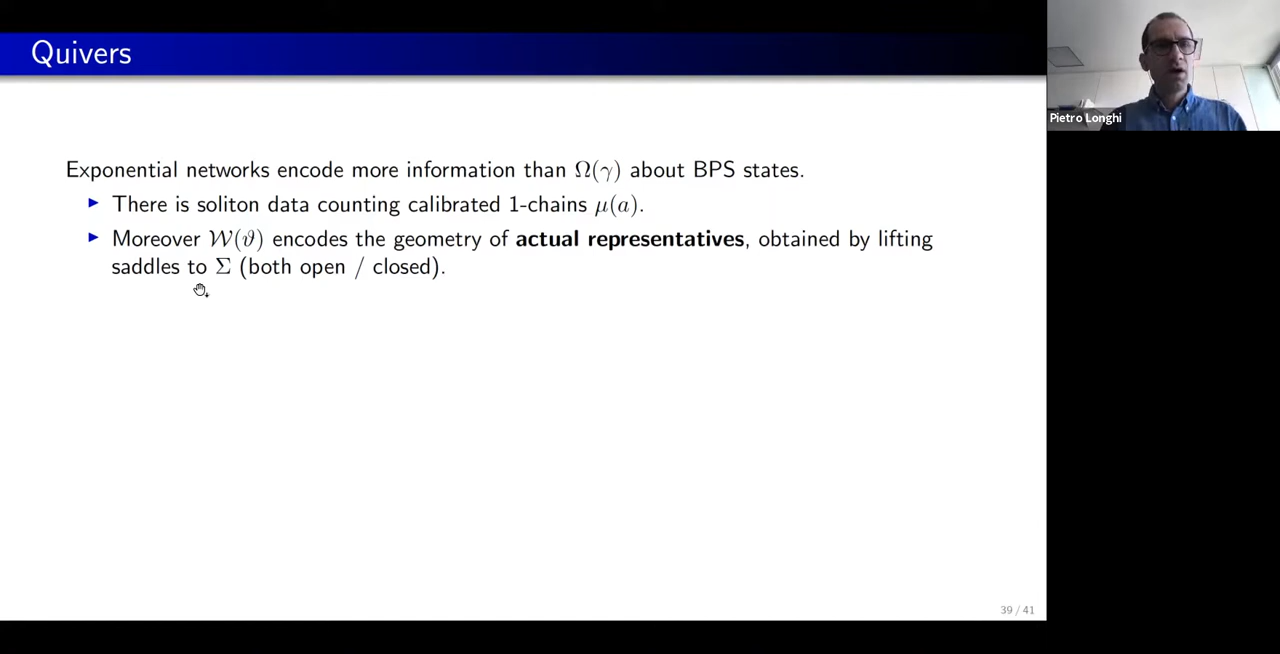 Quivers
Pietro Longhi
Exponential networks encode more information than Ω(γ) about BPS states.
▶ There is soliton data counting calibrated 1-chains μ(a).
▶ Moreover 𝒲(ϑ) encodes the geometry of actual representatives, obtained by lifting
saddles to Σ (both open / closed).
39 / 41